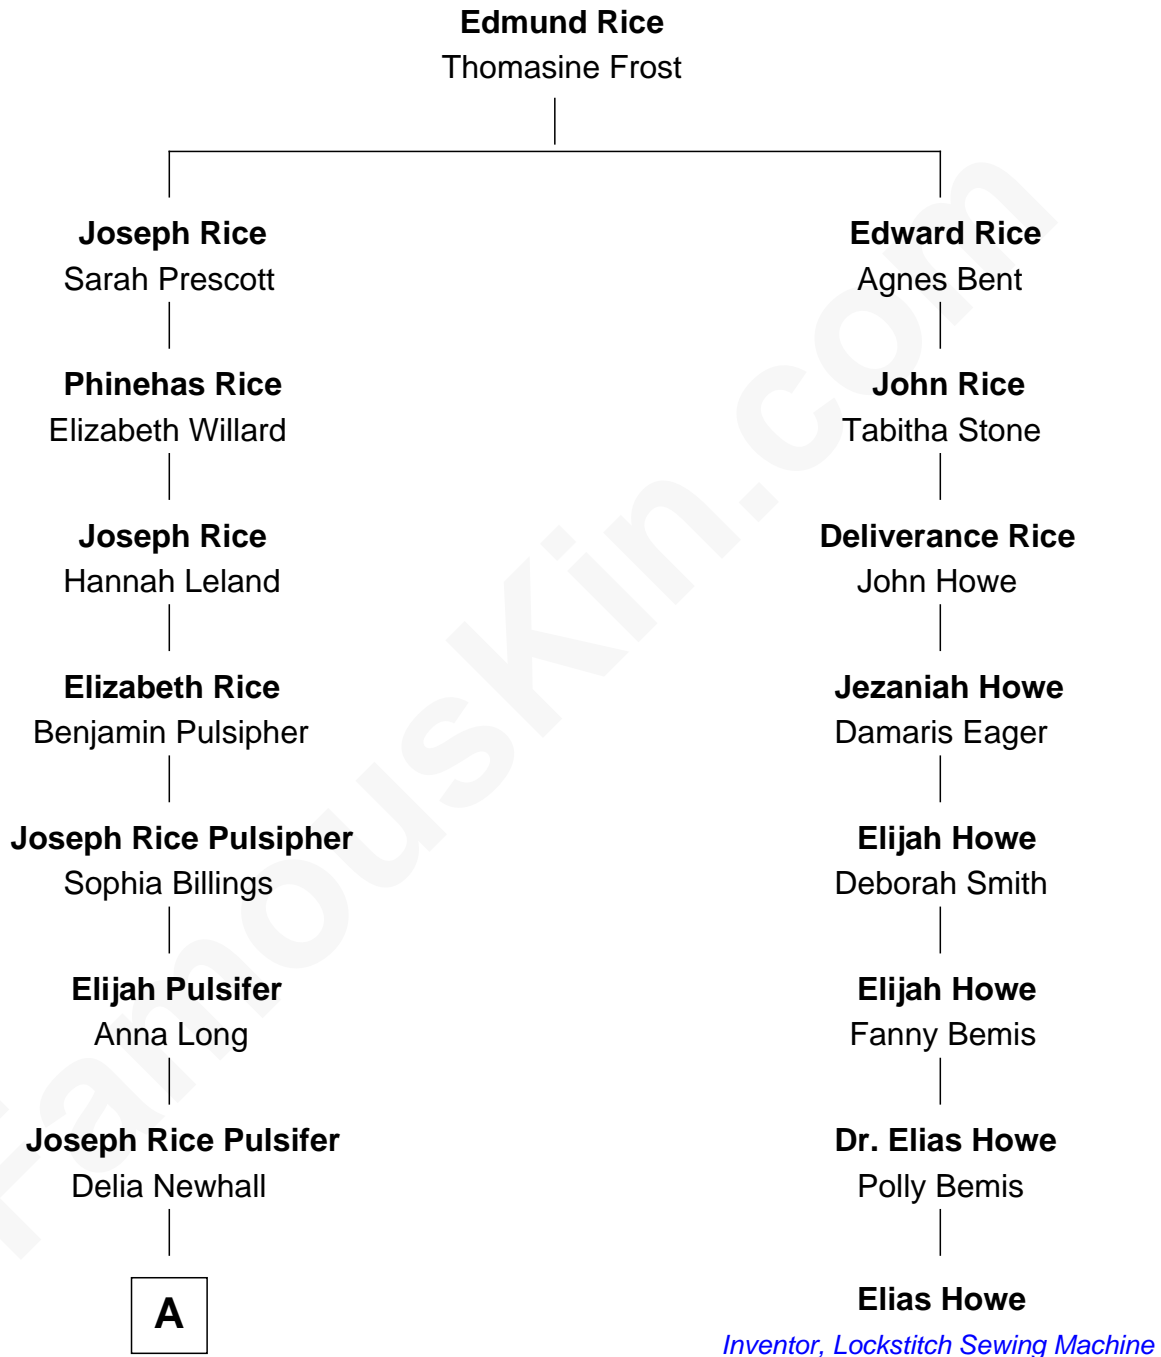 Edmund Rice
Thomasine Frost
Joseph Rice
Sarah Prescott
Edward Rice
Agnes Bent
Phinehas Rice
Elizabeth Willard
John Rice
Tabitha Stone
Joseph Rice
Hannah Leland
Deliverance Rice
John Howe
Elizabeth Rice
Benjamin Pulsipher
Jezaniah Howe
Damaris Eager
Joseph Rice Pulsipher
Sophia Billings
Elijah Howe
Deborah Smith
Elijah Pulsifer
Anna Long
Elijah Howe
Fanny Bemis
Joseph Rice Pulsifer
Delia Newhall
Dr. Elias Howe
Polly Bemis
A
Elias Howe
Inventor, Lockstitch Sewing Machine
FamousKin.com